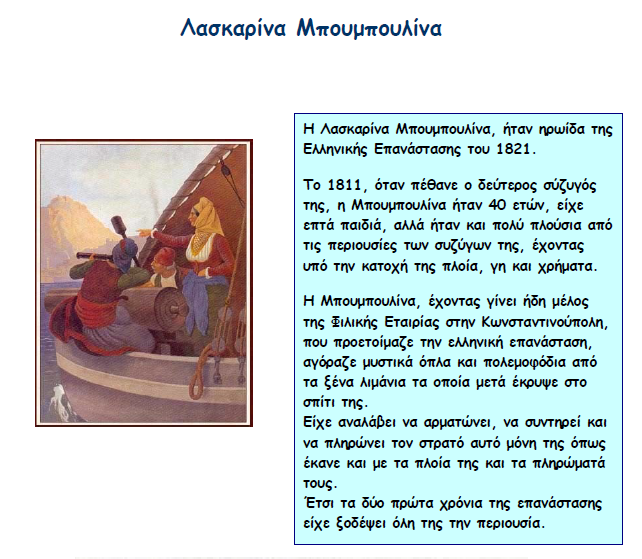 Λασκαρίνα Μπουμπουλίνα
Η Λασκαρίνα Μπουμπουλίνα, ήταν ηρωίδα της
Ελληνικής Επανάστασης του 1821.
Το 1811, όταν πέθανε ο δεύτερος σύζυγός
της, η Μπουμπουλίνα ήταν 40 ετών, είχε
επτά παιδιά, αλλά ήταν και πολύ πλούσια από
τις περιουσίες των συζύγων της, έχοντας
υπό την κατοχή της πλοία, γη και χρήματα.
Η Μπουμπουλίνα, έχοντας γίνει ήδη μέλος
της Φιλικής Εταιρίας στην Κωνσταντινούπολη,
που προετοίμαζε την ελληνική επανάσταση,
αγόραζε μυστικά όπλα και πολεμοφόδια από
τα ξένα λιμάνια τα οποία μετά έκρυψε στο
σπίτι της.
Είχε αναλάβει να αρματώνει, να συντηρεί και
να πληρώνει τον στρατό αυτό μόνη της όπως
έκανε και με τα πλοία της και τα πληρώματά
τους.
Έτσι τα δύο πρώτα χρόνια της επανάστασης
είχε ξοδέψει όλη της την περιουσία.